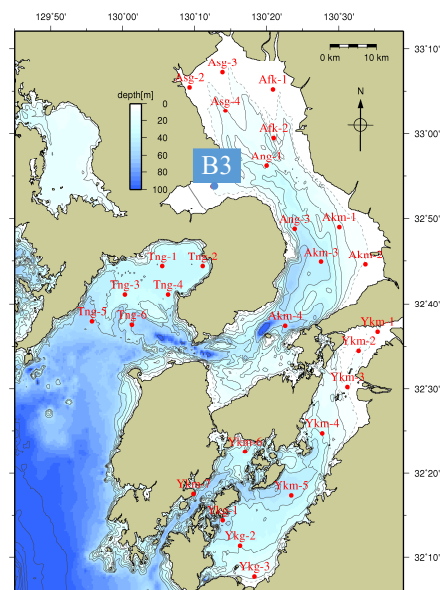 129°50' 130°00' 130°10' 130°20' 130°30'
33°10'
33°00'
32°50'
32°40'
32°30'
32°20'
32°10'
0 km 10 km
N
depth[m]
0
20
40
60
80
100
B3
Asg-3
Asg-2
Afk-1
Asg-4
Afk-2
Ang-1
Ang-3
Akm-1
Akm-3
Akm-4
Tng-1
Tng-2
Tng-3
Tng-4
Tng-5
Tng-6
Ykm-1
Ykm-2
Ykm-3
Ykm-4
Ykm-6
Ykm-7
Ykm-5
Ykg-2
Ykg-3